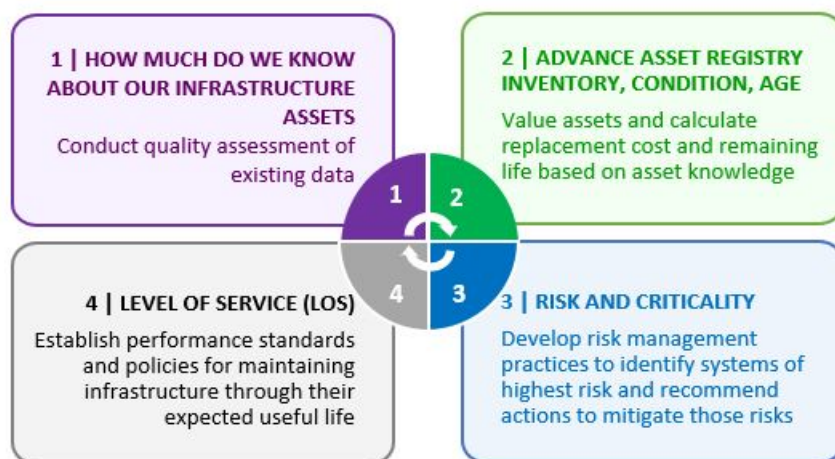 1 | HOW MUCH DO WE KNOW
ABOUT OUR INFRASTRUCTURE
ASSETS
Conduct quality assessment of
existing data
2 | ADVANCE ASSET REGISTRY
INVENTORY, CONDITION, AGE
Value assets and calculate
replacement cost and remaining
life based on asset knowledge
1
2
4
3
4 | LEVEL OF SERVICE (LOS)
Establish performance standards
and policies for maintaining
infrastructure through their
expected useful life
3 | RISK AND CRITICALITY
Develop risk management
practices to identify systems of
highest risk and recommend
actions to mitigate those risks